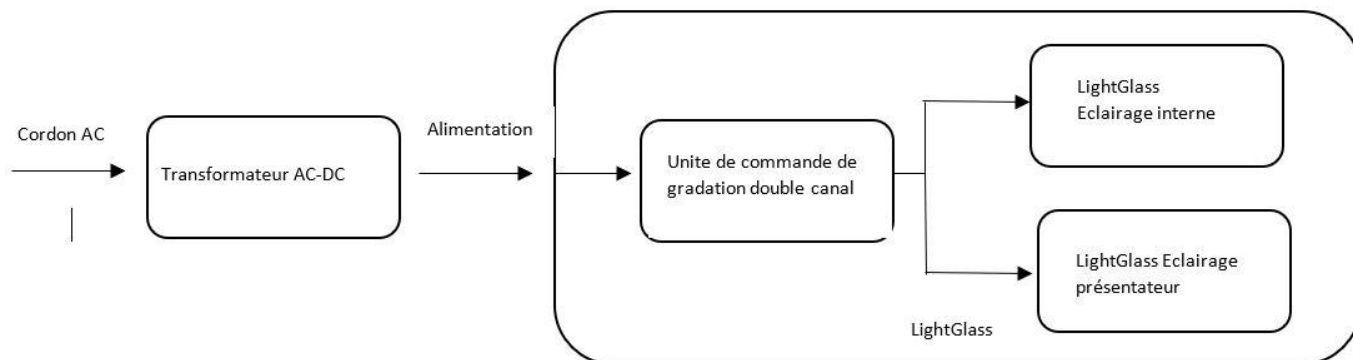 Cordon AC
Transformateur AC-DC
Alimentation
Unite de commande de
gradation double canal
LightGlass
Eclairage interne
LightGlass Eclairage
présentateur
LightGlass